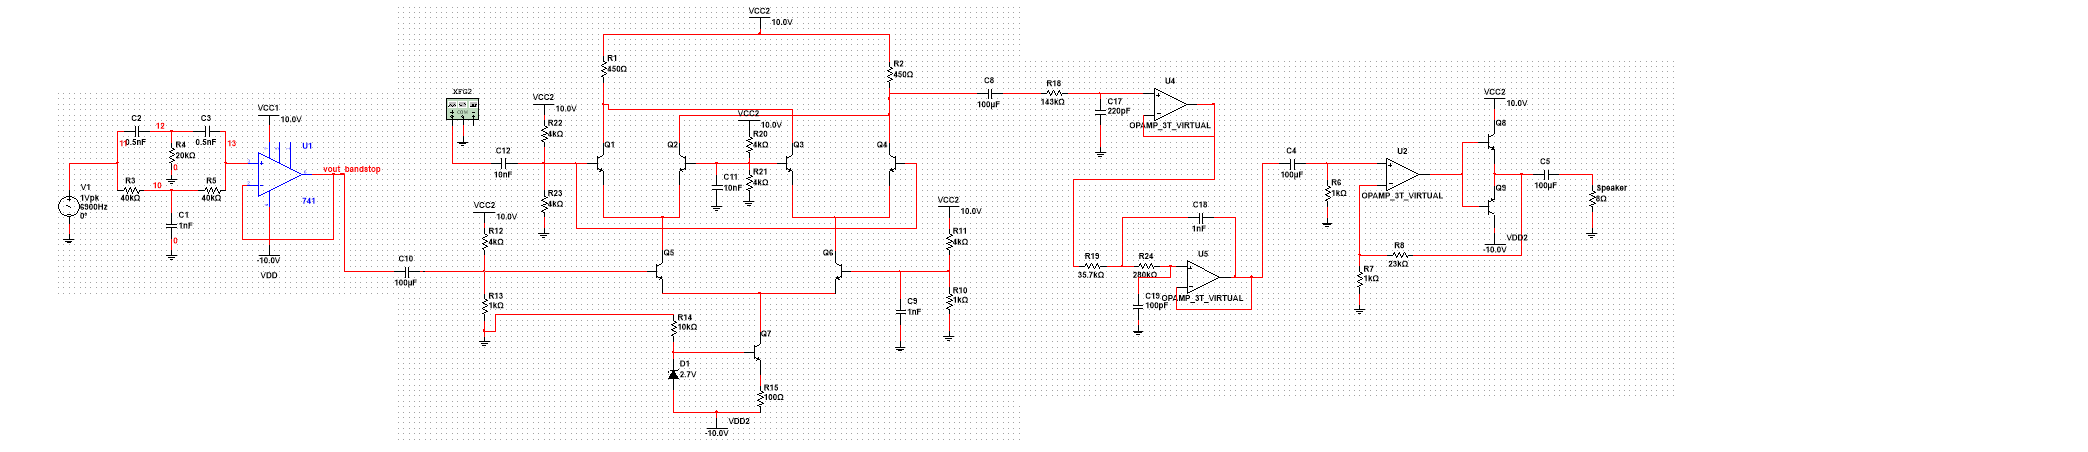 V1
1Vpk
6900Hz
0°
11
C2
0.5nF
12
C3
0.5nF
13
R4
20kΩ
0
R3
40kΩ
10
R5
40kΩ
C1
1nF
0
VCC1
10.0V
U1
741
-10.0V
VDD
vout_bandstop
C10
100µF
XFG2
COM
C12
10nF
VCC2
10.0V
R22
4kΩ
R23
4kΩ
VCC2
10.0V
R12
4kΩ
R13
1kΩ
VCC2
10.0V
R1
450Ω
R2
450Ω
Q1
Q2
Q3
Q4
VCC2
10.0V
R20
4kΩ
R21
4kΩ
C11
10nF
Q5
Q6
VCC2
10.0V
R11
4kΩ
R10
1kΩ
C9
1nF
R14
10kΩ
D1
2.7V
Q7
R15
100Ω
VDD2
-10.0V
C8
100µF
R18
143kΩ
C17
220pF
U4
OPAMP_3T_VIRTUAL
R19
35.7kΩ
R24
280kΩ
C18
1nF
C19
100pF
U5
OPAMP_3T_VIRTUAL
C4
100µF
R6
1kΩ
U2
OPAMP_3T_VIRTUAL
VCC2
10.0V
Q8
Q9
VDD2
-10.0V
R8
23kΩ
R7
1kΩ
C5
100µF
Speaker
8Ω